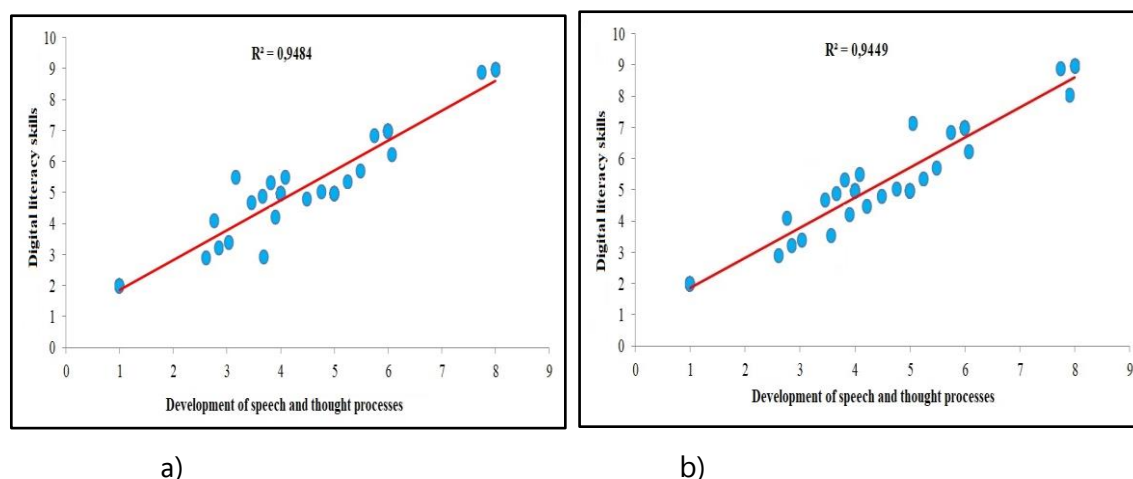 R² = 0,9484
Digital literacy skills
10
9
8
7
6
5
4
3
2
1
0
0 1 2 3 4 5 6 7 8 9
Development of speech and thought processes
a)
R² = 0,9449
Digital literacy skills
10
9
8
7
6
5
4
3
2
1
0
0 1 2 3 4 5 6 7 8 9
Development of speech and thought processes
b)